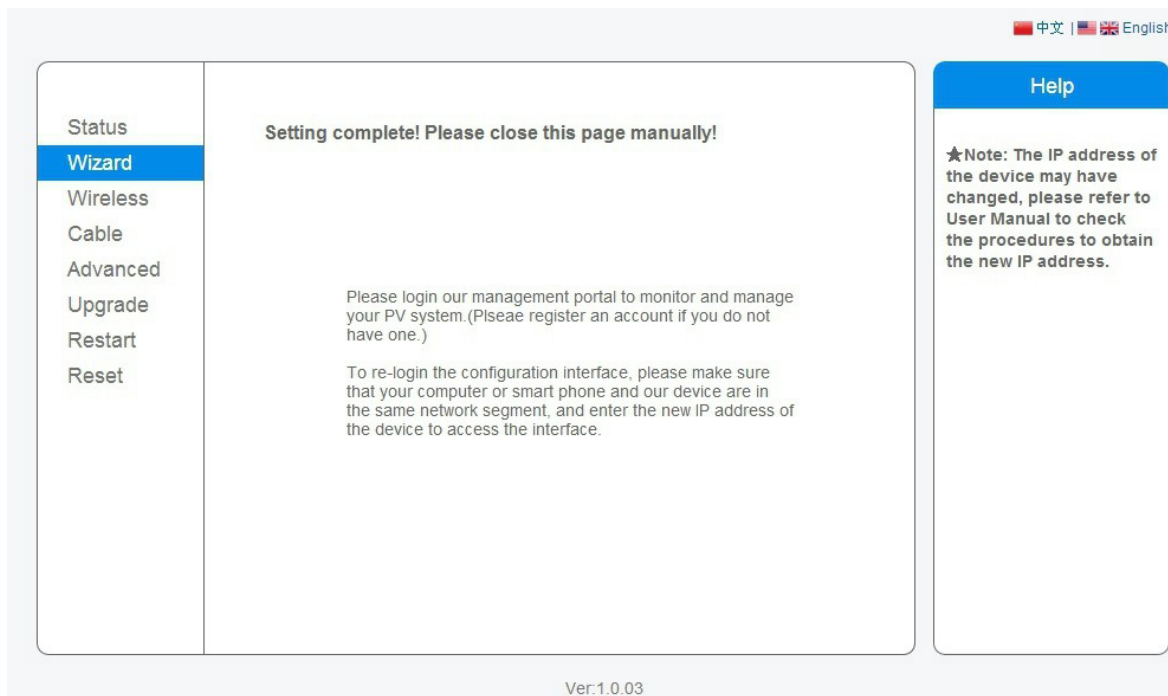 中文 | English
Status
Wizard
Wireless
Cable
Advanced
Upgrade
Restart
Reset
Setting complete! Please close this page manually!
Please login our management portal to monitor and manage
your PV system.(Plseae register an account if you do not
have one.)
To re-login the configuration interface, please make sure
that your computer or smart phone and our device are in
the same network segment, and enter the new IP address of
the device to access the interface.
Help
★Note: The IP address of
the device may have
changed, please refer to
User Manual to check
the procedures to obtain
the new IP address.
Ver:1.0.03